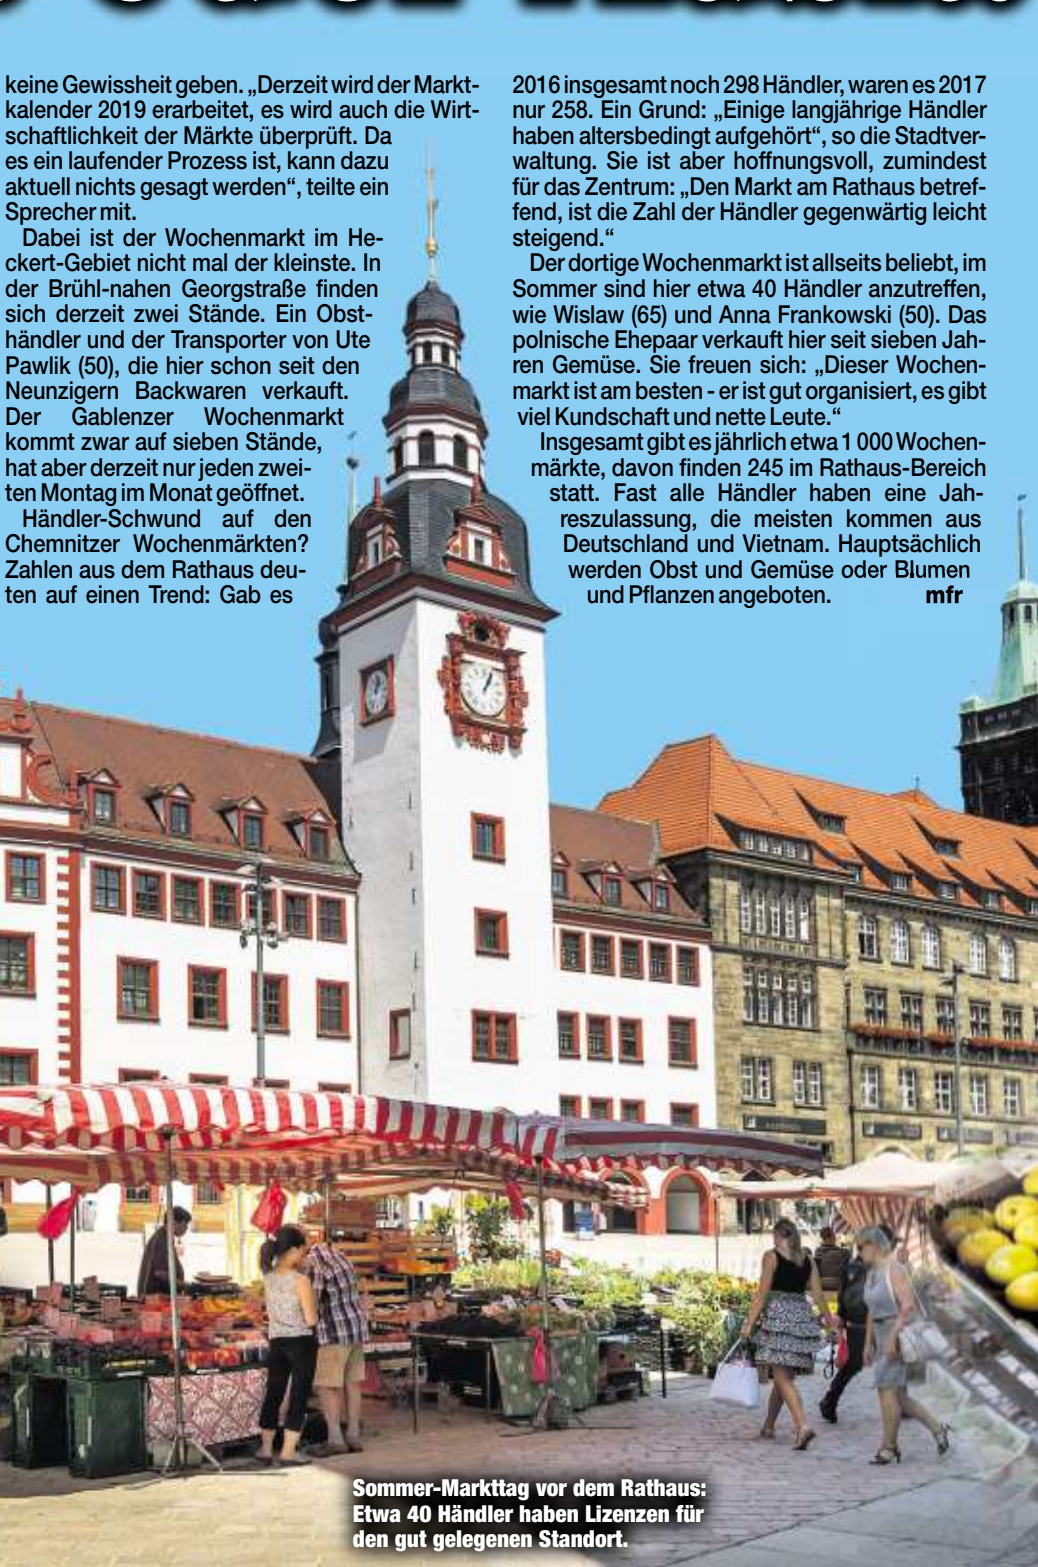 keine Gewissheit geben. „Derzeit wird der Markt-
kalender 2019 erarbeitet, es wird auch die Wirt-
schaftlichkeit der Märkte überprüft. Da
es ein laufender Prozess ist, kann dazu
aktuell nichts gesagt werden“, teilte ein
Sprecher mit.
Dabei ist der Wochenmarkt im He-
ckert-Gebiet nicht mal der kleinste. In
der Brühl-nahen Georgstraße finden
sich derzeit zwei Stände. Ein Obst-
händler und der Transporter von Ute
Pawlik (50), die hier schon seit den
Neunzigern Backwaren verkauft.
Der Gablenzer Wochenmarkt
kommt zwar auf sieben Stände,
hat aber derzeit nur jeden zwei-
ten Montag im Monat geöffnet.
Händler-Schwund auf den
Chemnitzer Wochenmärkten?
Zahlen aus dem Rathaus deu-
ten auf einen Trend: Gab es
2016 insgesamt noch 298 Händler, waren es 2017
nur 258. Ein Grund: „Einige langjährige Händler
haben altersbedingt aufgehört“, so die Stadtver-
waltung. Sie ist aber hoffnungsvoll, zumindest
für das Zentrum: „Den Markt am Rathaus betref-
fend, ist die Zahl der Händler gegenwärtig leicht
steigend.“
Der dortige Wochenmarkt ist allseits beliebt, im
Sommer sind hier etwa 40 Händler anzutreffen,
wie Wislaw (65) und Anna Frankowski (50). Das
polnische Ehepaar verkauft hier seit sieben Jah-
ren Gemüse. Sie freuen sich: „Dieser Wochen-
markt ist am besten - er ist gut organisiert, es gibt
viel Kundschaft und nette Leute.“
Insgesamt gibt es jährlich etwa 1 000 Wochen-
märkte, davon finden 245 im Rathaus-Bereich
statt. Fast alle Händler haben eine Jah-
reszulassung, die meisten kommen aus
Deutschland und Vietnam. Hauptsächlich
werden Obst und Gemüse oder Blumen
und Pflanzen angeboten. mfr
Sommer-Markttag vor dem Rathaus:
Etwa 40 Händler haben Lizenzen für
den gut gelegenen Standort.